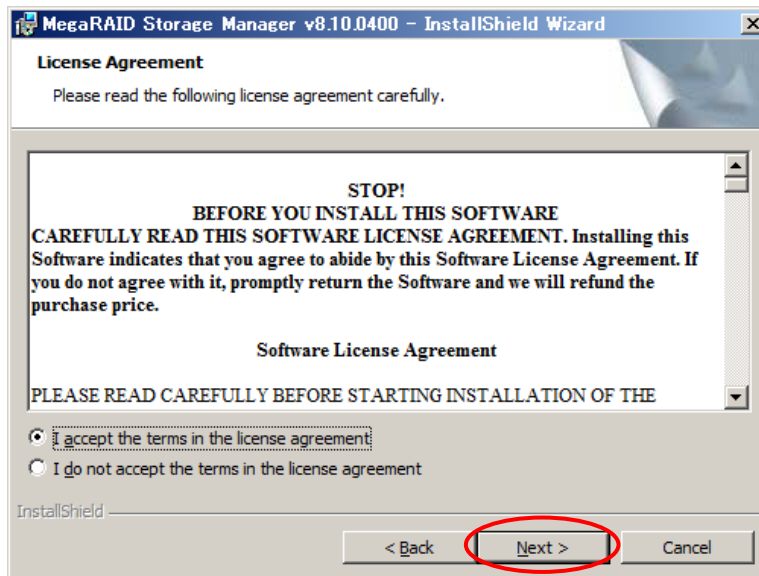 MegaRAID Storage Manager v8.10.0400 - InstallShield Wizard
License Agreement
Please read the following license agreement carefully.
STOP!
BEFORE YOU INSTALL THIS SOFTWARE
CAREFULLY READ THIS SOFTWARE LICENSE AGREEMENT. Installing this
Software indicates that you agree to abide by this Software License Agreement. If
you do not agree with it, promptly return the Software and we will refund the
purchase price.
Software License Agreement
PLEASE READ CAREFULLY BEFORE STARTING INSTALLATION OF THE
I accept the terms in the license agreement
I do not accept the terms in the license agreement
InstallShield
< Back Next > Cancel